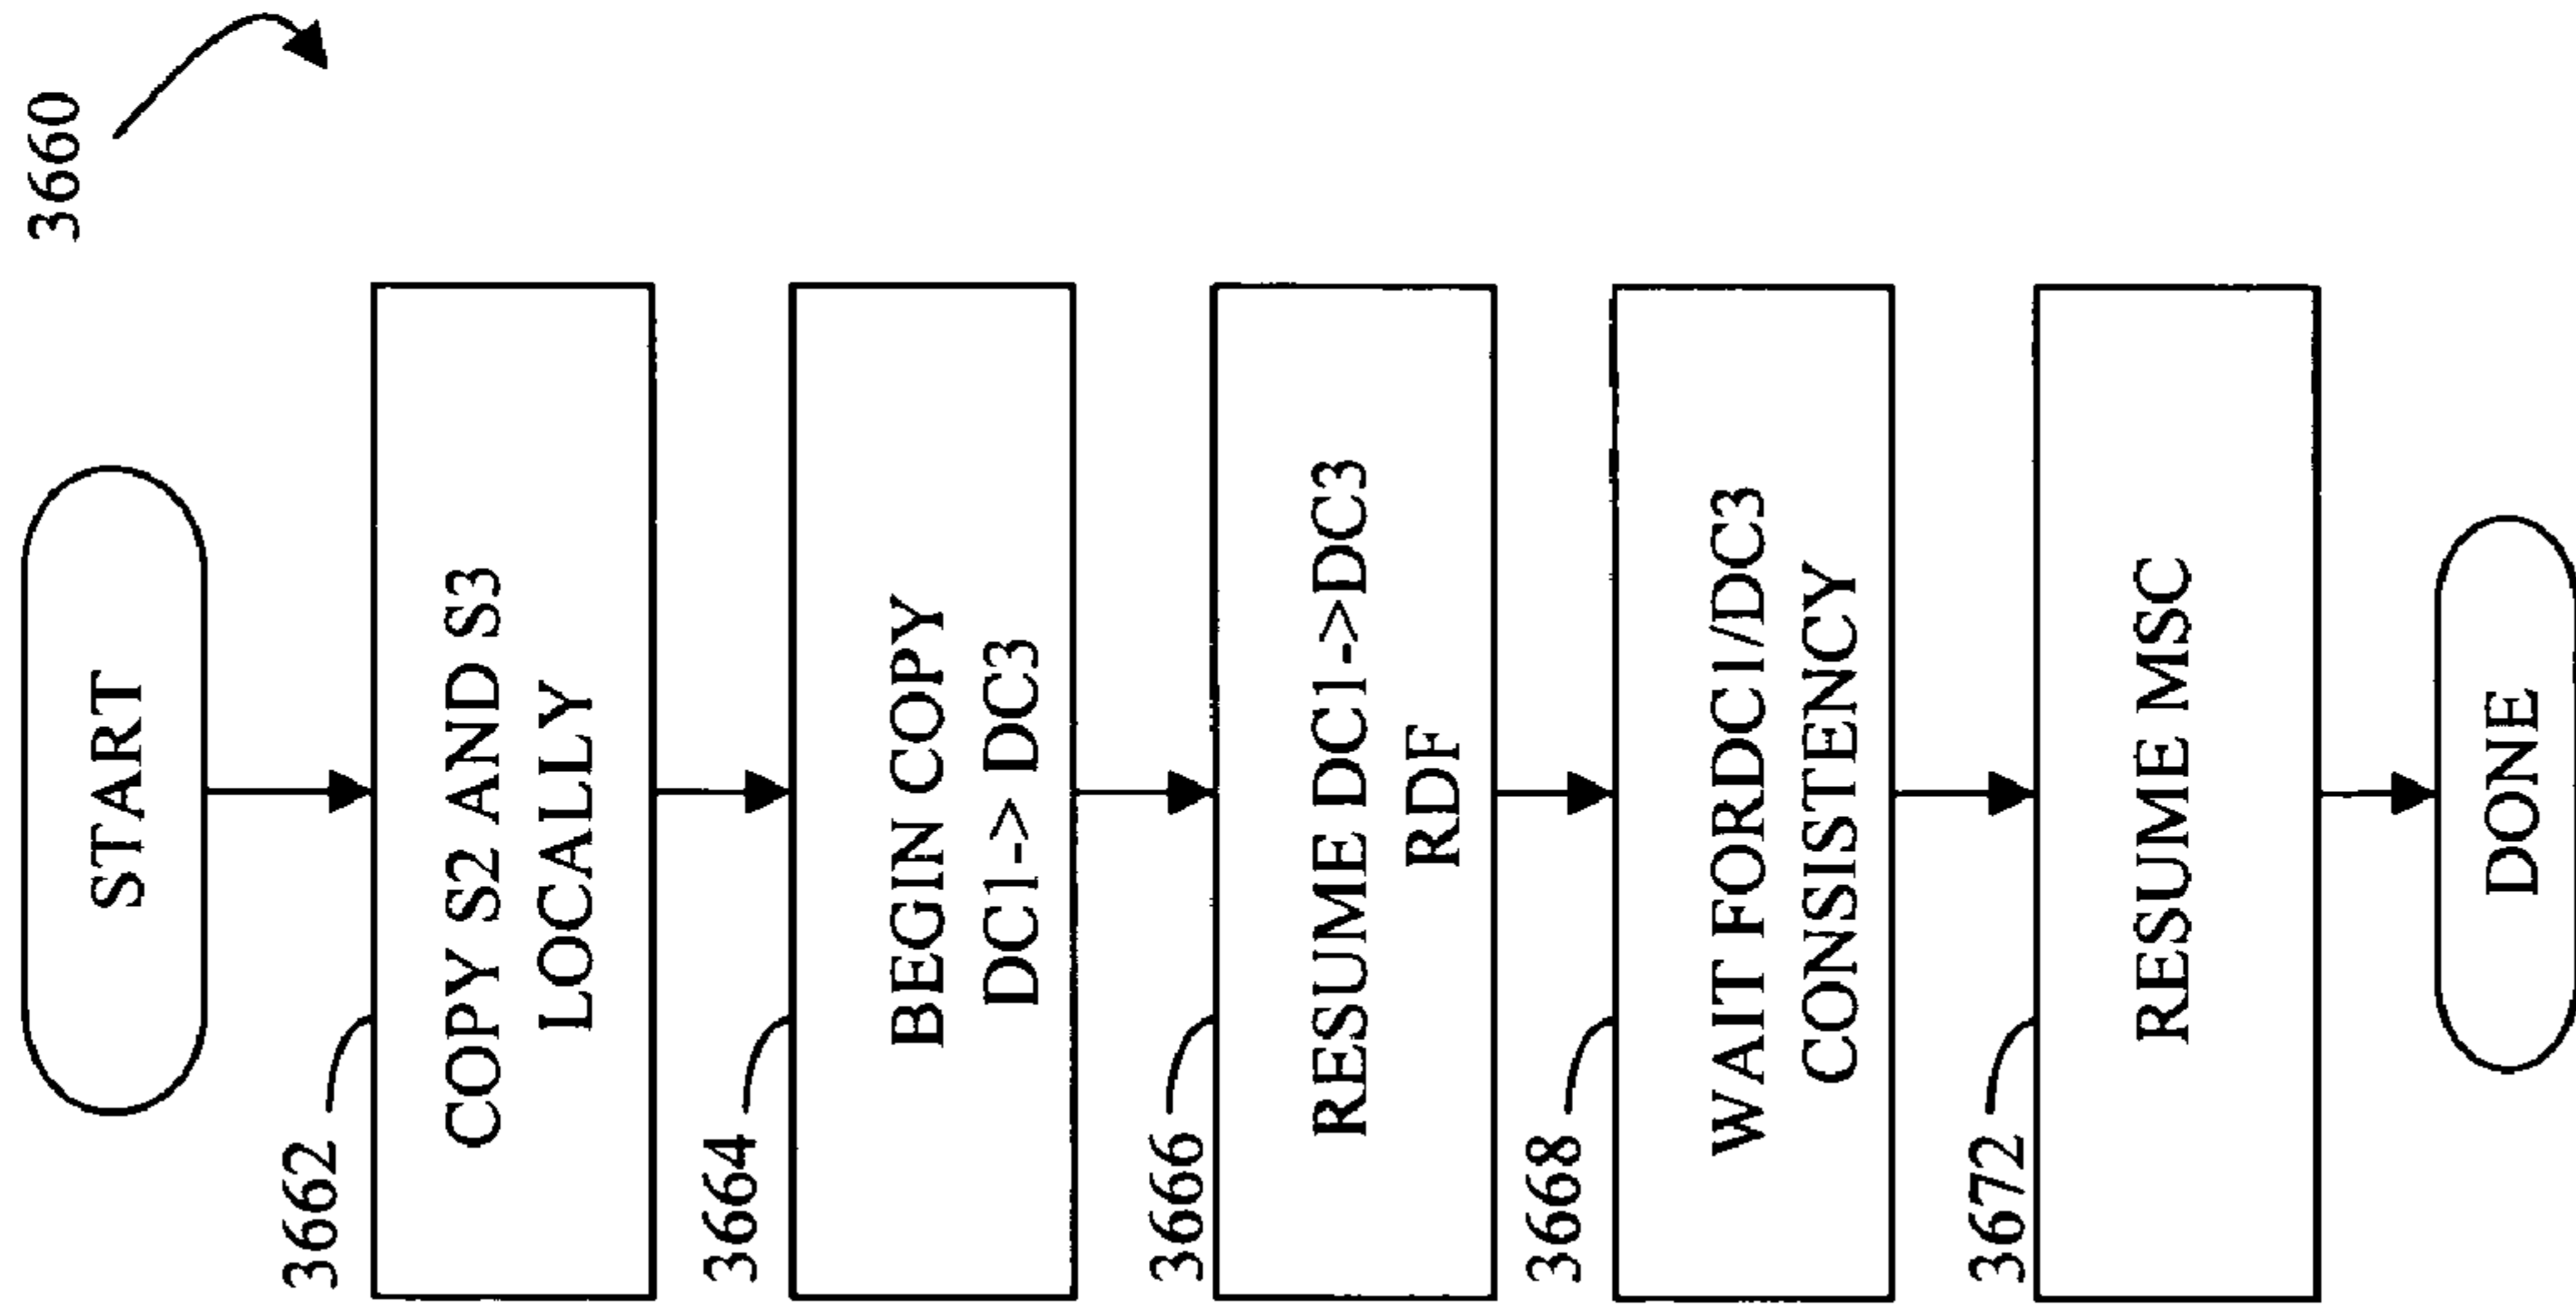 3660
START
3662
COPY S2 AND S3
LOCALLY
3664
BEGIN COPY
DC1-> DC3
3666
RESUME DC1->DC3
RDF
3668
WAIT FORDC1/DC3
CONSISTENCY
3672
RESUME MSC
DONE